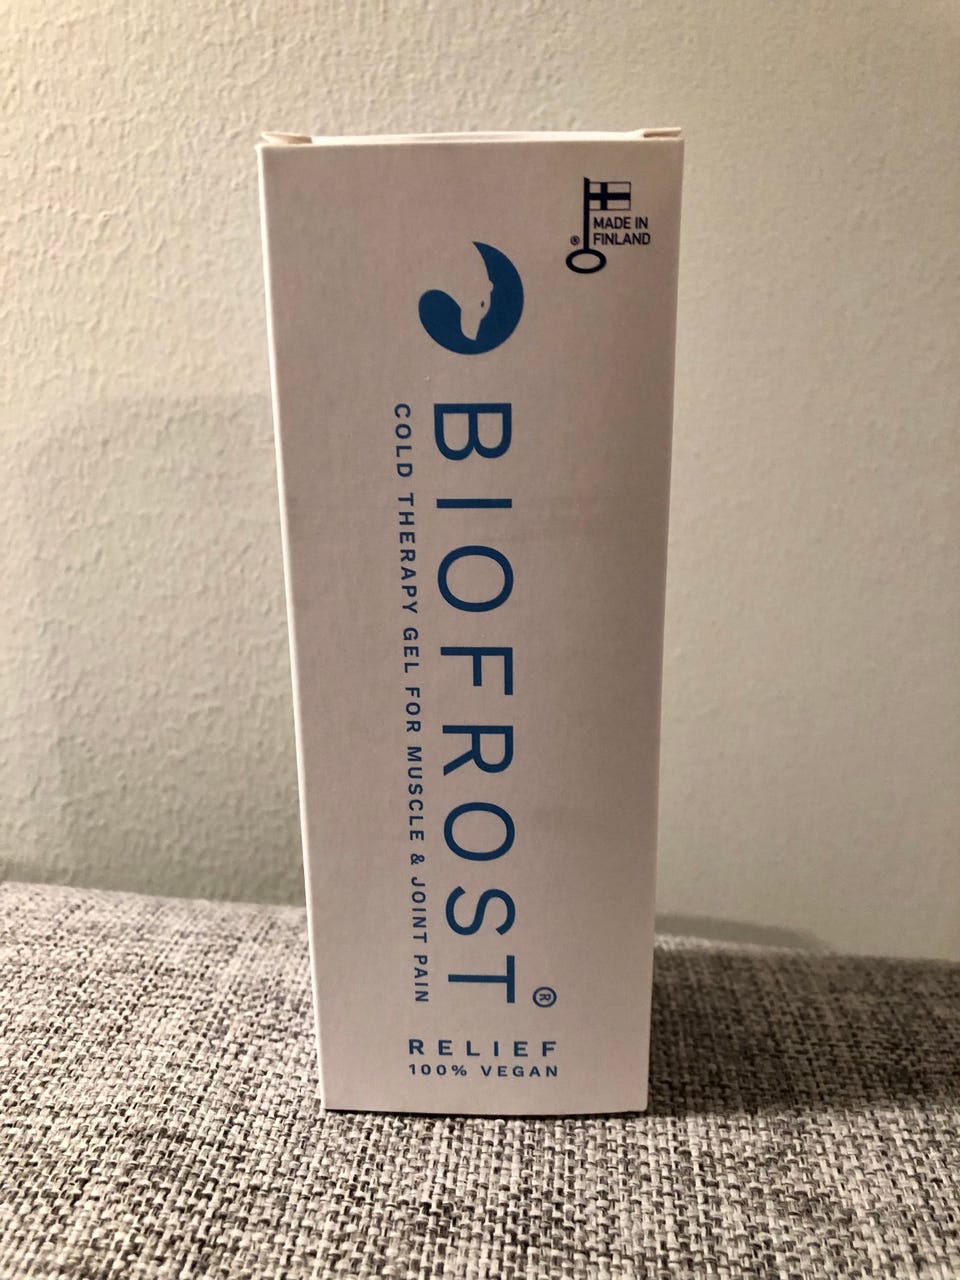 MADE IN
® FINLAND
BIOFROST®
COLD THERAPY GEL FOR MUSCLE & JOINT PAIN
RELIEF
100% VEGAN